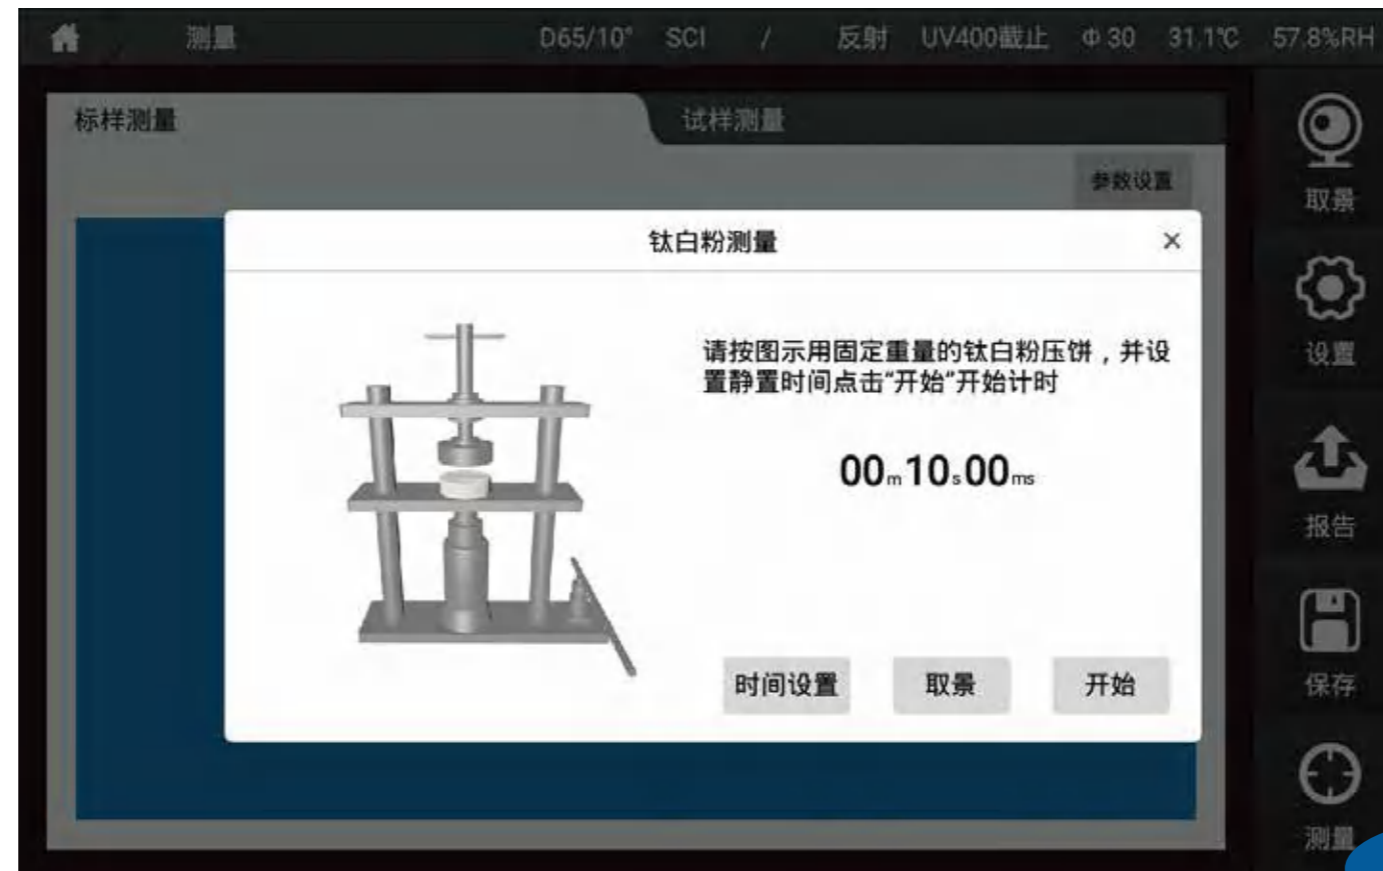 测量 D65/10° SCI / 反射 UV400截止 Φ 30 31.1℃ 57.8%RH
标样测量 试样测量
参数设置
取景
设置
报告
保存
测量
钛白粉测量 ×
请按图示用固定重量的钛白粉压饼，并设
置静置时间点击“开始”开始计时
00m10s00ms
时间设置 取景 开始